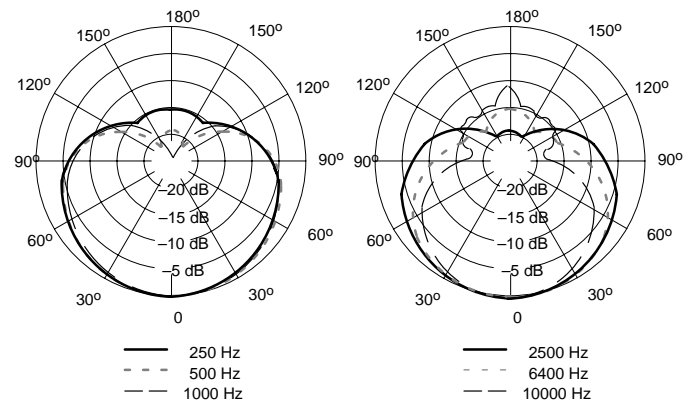 180º
150º 150º
120º 120º
90º 90º
60º 60º
30º 30º
0
–20 dB
–15 dB
–10 dB
–5 dB
250 Hz
500 Hz
1000 Hz
180º
150º 150º
120º 120º
90º 90º
60º 60º
30º 30º
0
–20 dB
–15 dB
–10 dB
–5 dB
2500 Hz
6400 Hz
10000 Hz